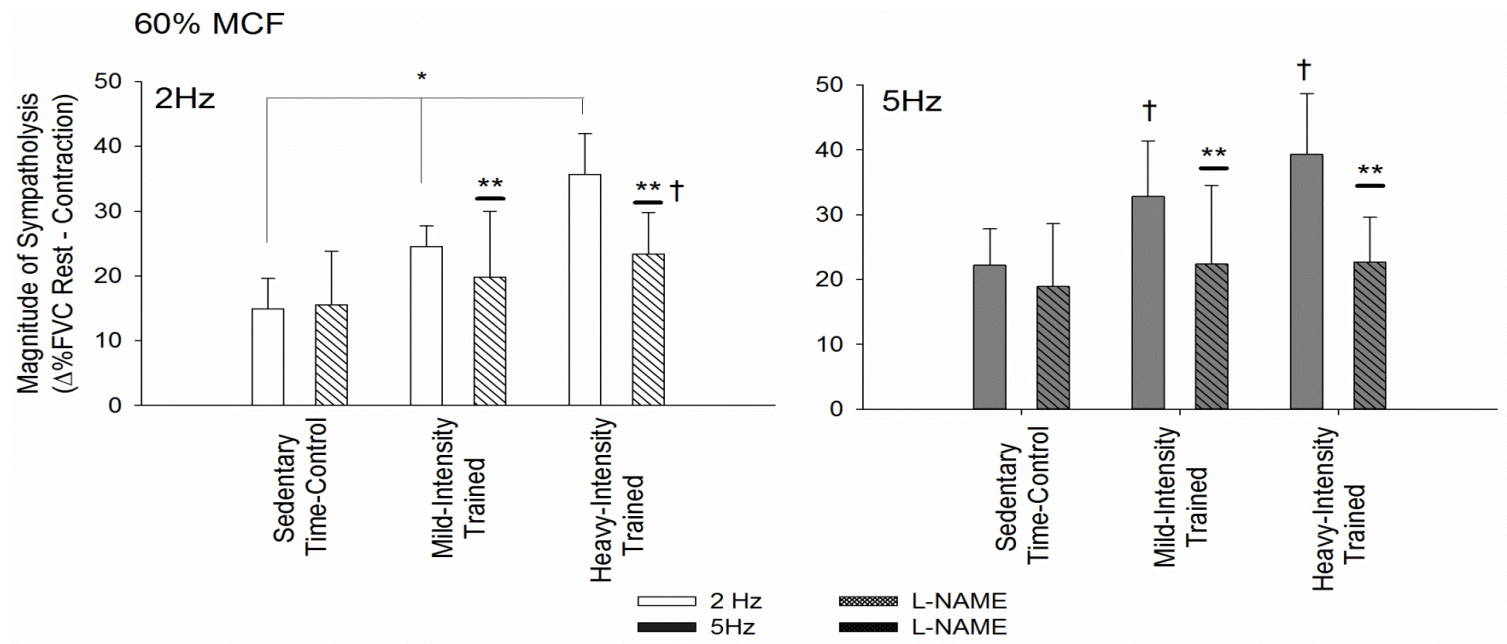 60% MCF
Magnitude of Sympatholysis
(Δ%FVC Rest - Contraction)
50
40
30
20
10
0
2Hz
*
**
** †
Sedentary
Time-Control
Mild-Intensity
Trained
Heavy-Intensity
Trained
50
40
30
20
10
0
5Hz
†
**
†
**
Sedentary
Time-Control
Mild-Intensity
Trained
Heavy-Intensity
Trained
2 Hz
5Hz
L-NAME
L-NAME